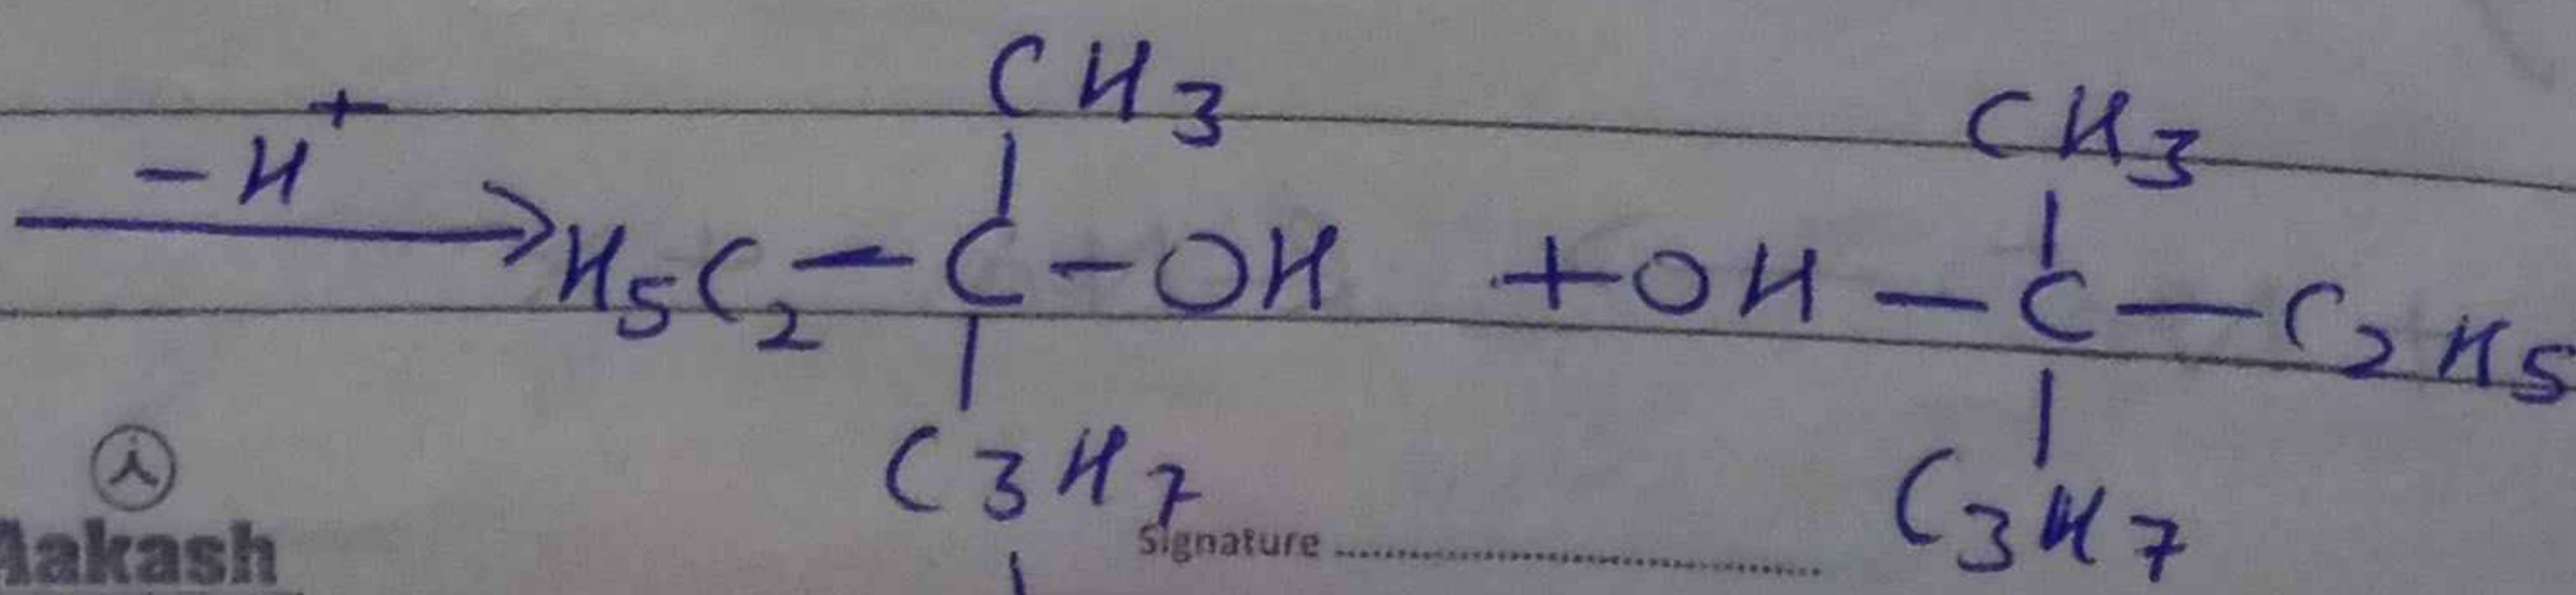 CH3 CH3
-H+
H5C2-C-OH +OH-C-C2H5
C3H7 C3H7
Aakash
Signature